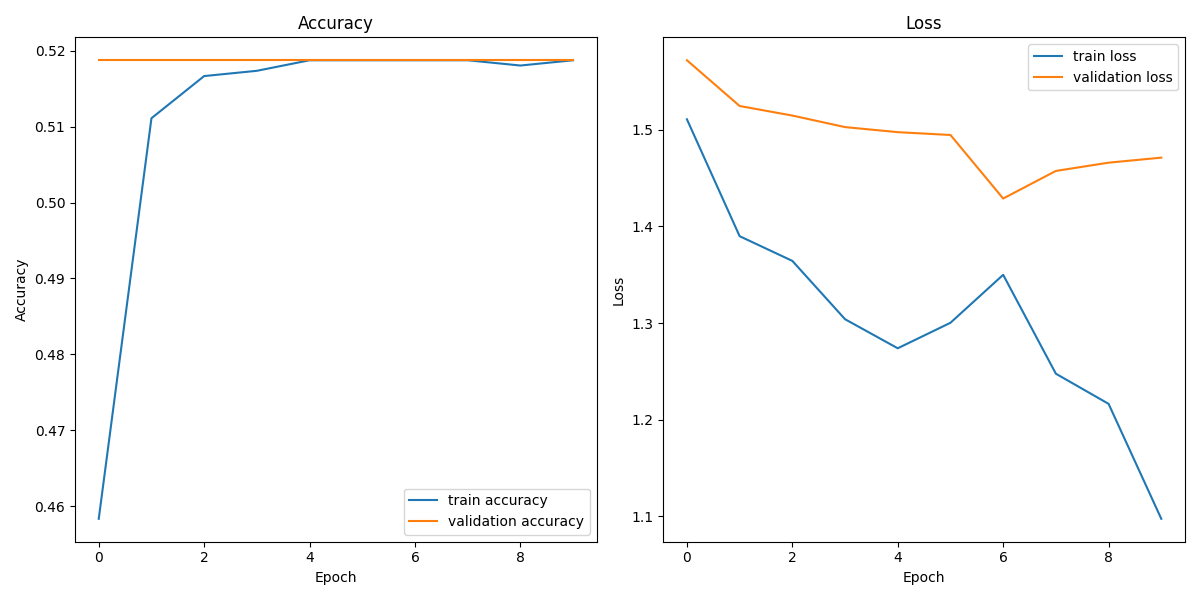 Accuracy
0.52
0.51
0.50
0.49
0.48
0.47
0.46
Accuracy
train accuracy
validation accuracy
0
2
4
6
8
Epoch
Loss
train loss
validation loss
1.5
1.4
1.3
1.2
1.1
Loss
0
2
4
6
8
Epoch